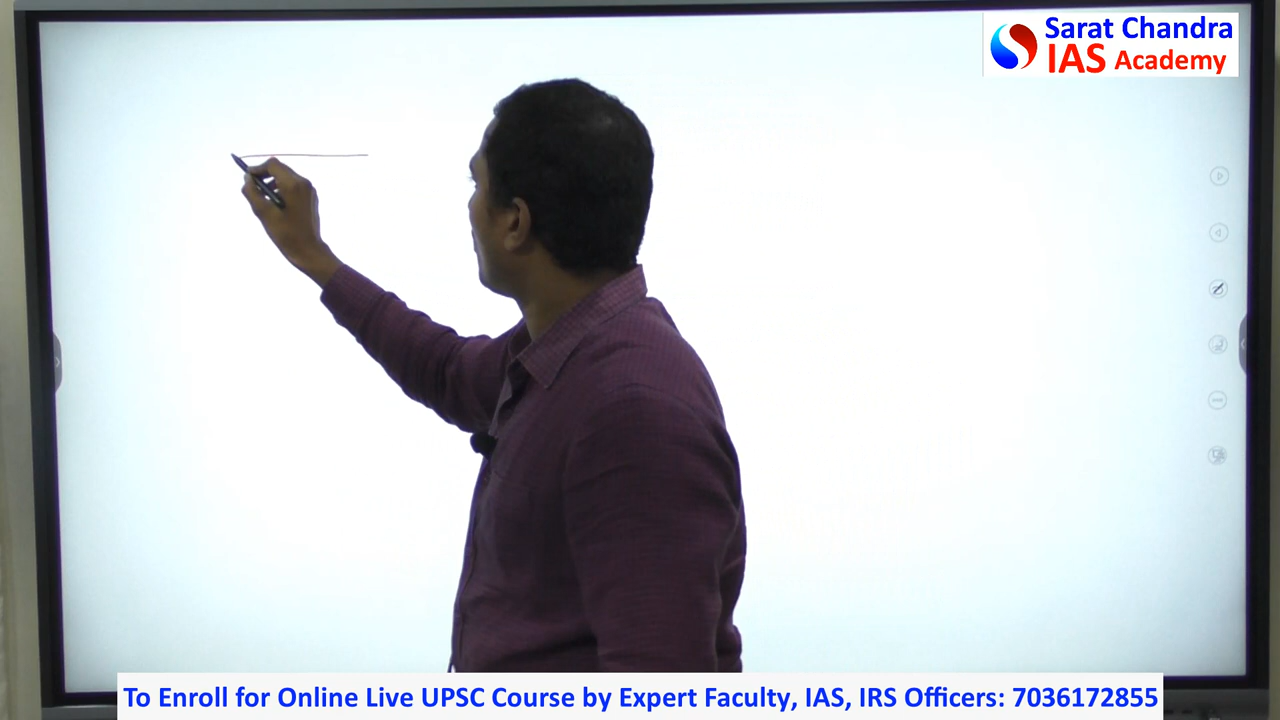 Sarat Chandra
IAS Academy
To Enroll for Online Live UPSC Course by Expert Faculty, IAS, IRS Officers: 7036172855